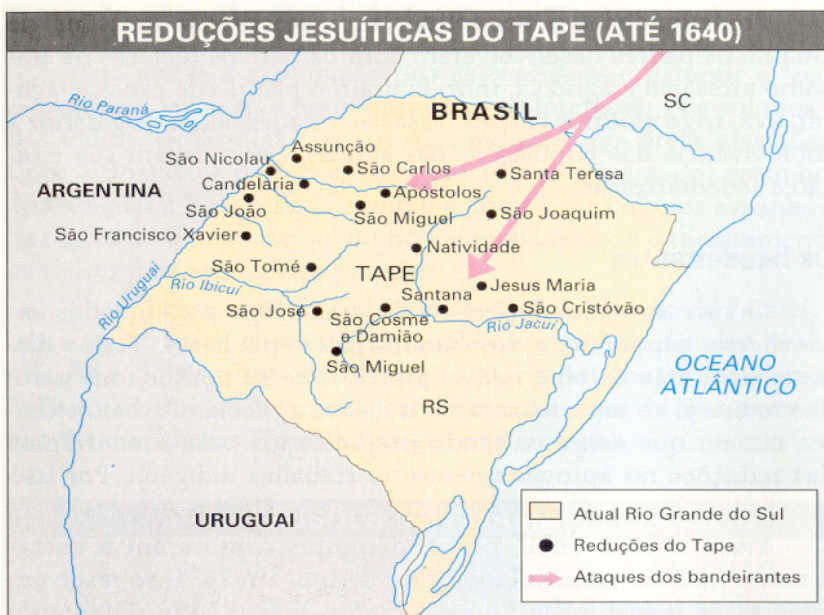 REDUÇÕES JESUÍTICAS DO TAPE (ATÉ 1640)
Rio Paraná
BRASIL
SC
Assunção
São Nicolau
São Carlos
Santa Teresa
ARGENTINA
Candelária
Apóstolos
São João
São Miguel
São Joaquim
São Francisco Xavier
Natividade
São Tomé
TAPE
Jesus Maria
Rio Uruguai
Rio Ibicuí
Santana
São José
São Cosme
e Damião
São Cristóvão
Rio Jacuí
São Miguel
OCEANO
ATLÂNTICO
RS
URUGUAI
Atual Rio Grande do Sul
Reduções do Tape
Ataques dos bandeirantes